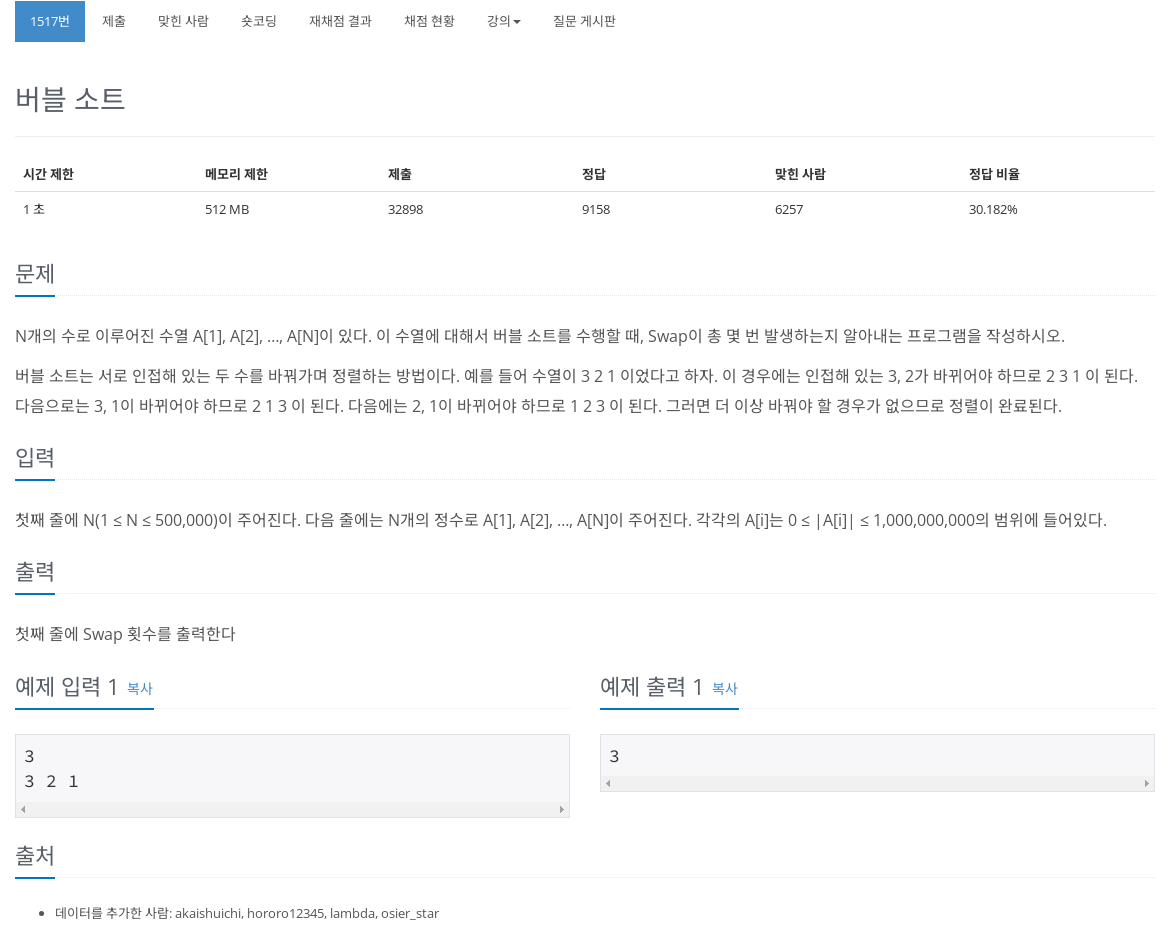 1517번 제출 맞힌 사람 숏코딩 재채점 결과 채점 현황 강의 질문 게시판
버블 소트
시간 제한 메모리 제한 제출 정답 맞힌 사람 정답 비율
1 초 512 MB 32898 9158 6257 30.182%
문제
N개의 수로 이루어진 수열 A[1], A[2], …, A[N]이 있다. 이 수열에 대해서 버블 소트를 수행할 때, Swap이 총 몇 번 발생하는지 알아내는 프로그램을 작성하시오.
버블 소트는 서로 인접해 있는 두 수를 바꿔가며 정렬하는 방법이다. 예를 들어 수열이 3 2 1 이었다고 하자. 이 경우에는 인접해 있는 3, 2가 바뀌어야 하므로 2 3 1 이 된다.
다음으로는 3, 1이 바뀌어야 하므로 2 1 3 이 된다. 다음에는 2, 1이 바뀌어야 하므로 1 2 3 이 된다. 그러면 더 이상 바꿔야 할 경우가 없으므로 정렬이 완료된다.
입력
첫째 줄에 N(1 ≤ N ≤ 500,000)이 주어진다. 다음 줄에는 N개의 정수로 A[1], A[2], …, A[N]이 주어진다. 각각의 A[i]는 0 ≤ |A[i]| ≤ 1,000,000,000의 범위에 들어있다.
출력
첫째 줄에 Swap 횟수를 출력한다
예제 입력 1 복사
3
3 2 1
예제 출력 1 복사
3
출처
데이터를 추가한 사람: akaishuichi, hororo12345, lambda, osier_star